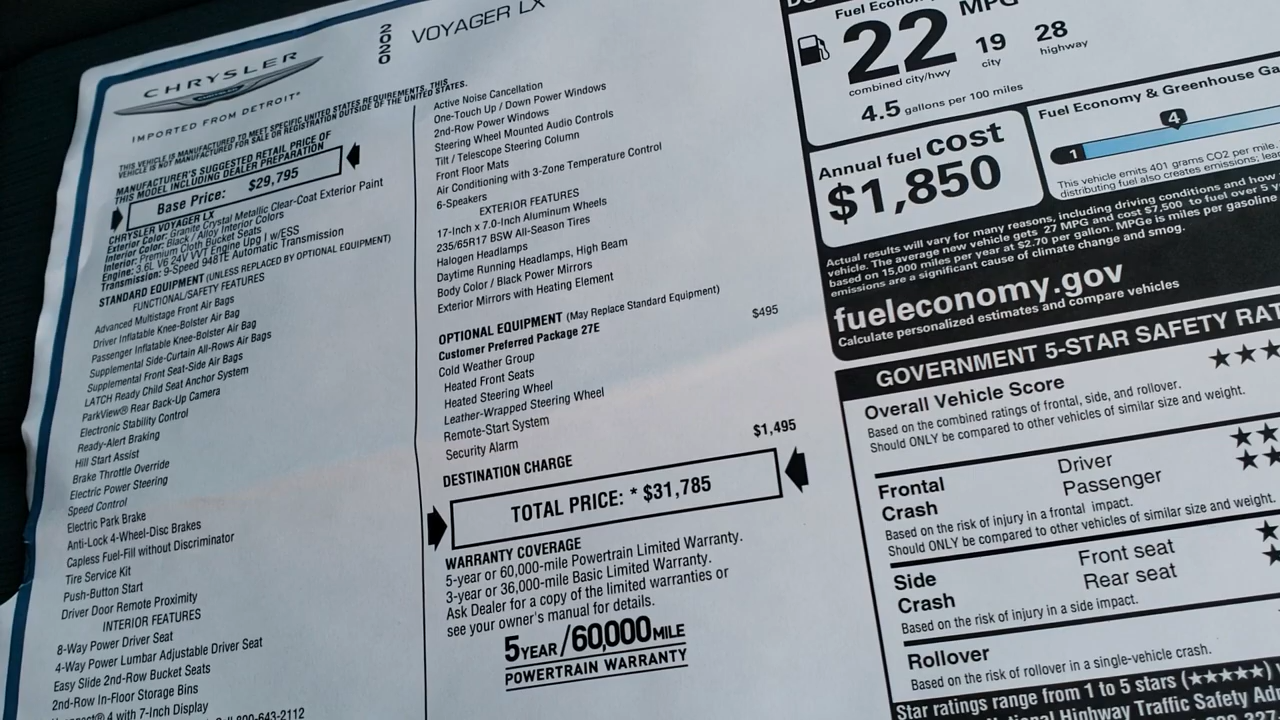 CHRYSLER
IMPORTED FROM DETROIT
2020
VOYAGER LX
THIS VEHICLE IS MANUFACTURED TO MEET SPECIFIC UNITED STATES REQUIREMENTS. THIS
VEHICLE IS NOT MANUFACTURED FOR SALE OR REGISTRATION OUTSIDE OF THE UNITED STATES.
MANUFACTURER'S SUGGESTED RETAIL PRICE OF
THIS MODEL INCLUDING DEALER PREPARATION
Base Price: $29,795
CHRYSLER VOYAGER LX
Exterior Color: Granite Crystal Metallic Clear-Coat Exterior Paint
Interior Color: Black / Alloy Interior Colors
Interior: Premium Cloth Bucket Seats
Engine: 3.6L V6 24V VVT Engine Upg I w/ESS
Transmission: 9-Speed 948TE Automatic Transmission
STANDARD EQUIPMENT (UNLESS REPLACED BY OPTIONAL EQUIPMENT)
FUNCTIONAL/SAFETY FEATURES
Advanced Multistage Front Air Bags
Driver Inflatable Knee-Bolster Air Bag
Passenger Inflatable Knee-Bolster Air Bag
Supplemental Side-Curtain All-Rows Air Bags
Supplemental Front Seat-Side Air Bags
LATCH Ready Child Seat Anchor System
ParkView® Rear Back-Up Camera
Electronic Stability Control
Ready-Alert Braking
Hill Start Assist
Brake Throttle Override
Electric Power Steering
Speed Control
Electric Park Brake
Anti-Lock 4-Wheel-Disc Brakes
Capless Fuel-Fill without Discriminator
Tire Service Kit
Push-Button Start
Driver Door Remote Proximity
INTERIOR FEATURES
8-Way Power Driver Seat
4-Way Power Lumbar Adjustable Driver Seat
Easy Slide 2nd-Row Bucket Seats
2nd-Row In-Floor Storage Bins
4 with 7-Inch Display
800-643-2112
Active Noise Cancellation
One-Touch Up / Down Power Windows
2nd-Row Power Windows
Steering Wheel Mounted Audio Controls
Tilt / Telescope Steering Column
Front Floor Mats
Air Conditioning with 3-Zone Temperature Control
6-Speakers
EXTERIOR FEATURES
17-Inch x 7.0-Inch Aluminum Wheels
235/65R17 BSW All-Season Tires
Halogen Headlamps
Daytime Running Headlamps, High Beam
Body Color / Black Power Mirrors
Exterior Mirrors with Heating Element
OPTIONAL EQUIPMENT (May Replace Standard Equipment)
Customer Preferred Package 27E
Cold Weather Group $495
Heated Front Seats
Heated Steering Wheel
Leather-Wrapped Steering Wheel
Remote-Start System
Security Alarm
DESTINATION CHARGE $1,495
TOTAL PRICE: * $31,785
WARRANTY COVERAGE
5-year or 60,000-mile Powertrain Limited Warranty.
3-year or 36,000-mile Basic Limited Warranty.
Ask Dealer for a copy of the limited warranties or
see your owner's manual for details.
5 YEAR/60,000 MILE
POWERTRAIN WARRANTY
Fuel
22 MPG
combined city/hwy
19
city
28
highway
4.5 gallons per 100 miles
Annual fuel cost
$1,850
Fuel Economy & Greenhouse
4
1
This vehicle emits 401 grams CO2 per mile.
distributing fuel also creates emissions;
Actual results will vary for many reasons, including driving conditions and how
vehicle. The average new vehicle gets 27 MPG and cost $7,500 to fuel over 5
based on 15,000 miles per year at $2.70 per gallon. MPGe is miles per gasoline
emissions are a significant cause of climate change and smog.
fueleconomy.gov
Calculate personalized estimates and compare vehicles
GOVERNMENT 5-STAR SAFETY
Overall Vehicle Score ★★★
Based on the combined ratings of frontal, side, and rollover.
Should ONLY be compared to other vehicles of similar size and weight.
Frontal Crash
Driver ★★
Passenger ★★
Based on the risk of injury in a frontal impact.
Should ONLY be compared to other vehicles of similar size and weight.
Side Crash
Front seat ★
Rear seat ★
Based on the risk of injury in a side impact.
Rollover
Based on the risk of rollover in a single-vehicle crash.
Star ratings range from 1 to 5 stars (★★★★★)
Highway Traffic Safety